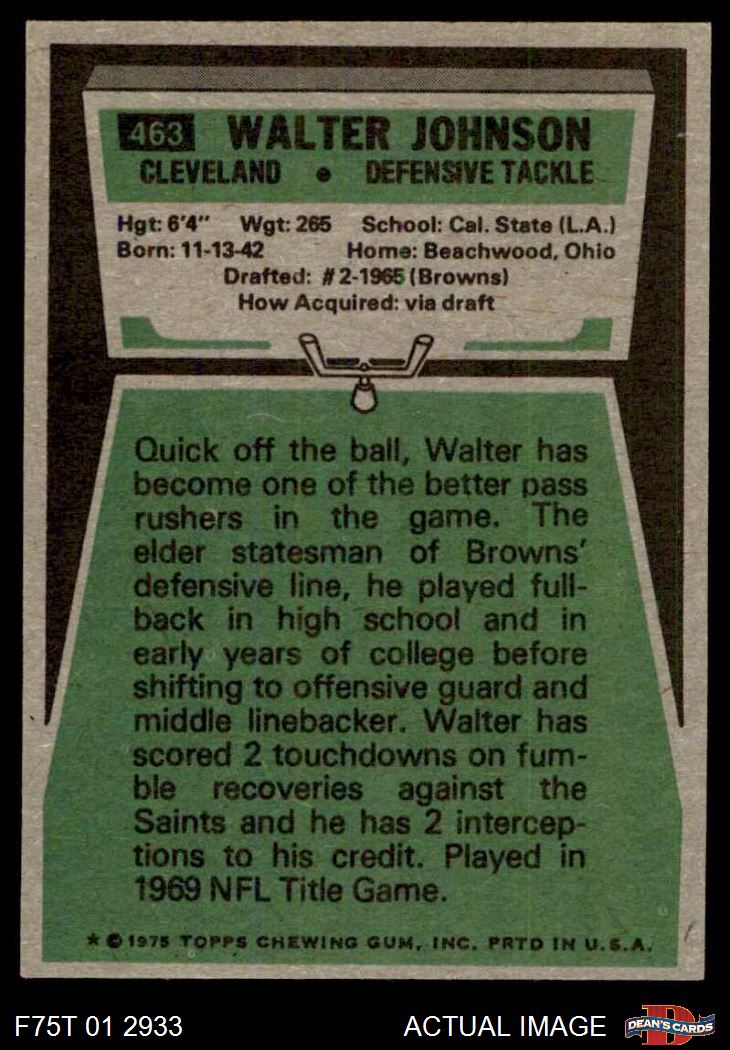 463 WALTER JOHNSON
CLEVELAND • DEFENSIVE TACKLE
Hgt: 6'4" Wgt: 265 School: Cal. State (L.A.)
Born: 11-13-42 Home: Beachwood, Ohio
Drafted: #2-1965 (Browns)
How Acquired: via draft
Quick off the ball, Walter has
become one of the better pass
rushers in the game. The
elder statesman of Browns'
defensive line, he played full-
back in high school and in
early years of college before
shifting to offensive guard and
middle linebacker. Walter has
scored 2 touchdowns on fum-
ble recoveries against the
Saints and he has 2 intercep-
tions to his credit. Played in
1969 NFL Title Game.
* © 1975 TOPPS CHEWING GUM, INC. PRTD IN U.S.A.
F75T 01 2933 ACTUAL IMAGE D DEAN'S CARDS